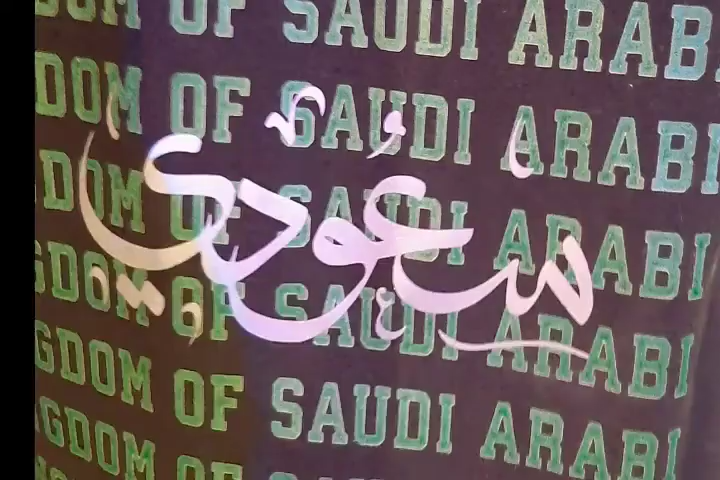 DOM OF SAUDI ARAB
DOM OF SAUDI ARABI
DOM OF SAUDI ARABI
سعودي
GDOM OF SAUDI ARABI
GDOM OF SAUDI ARABI
GDOM OF SAUDI ARABI